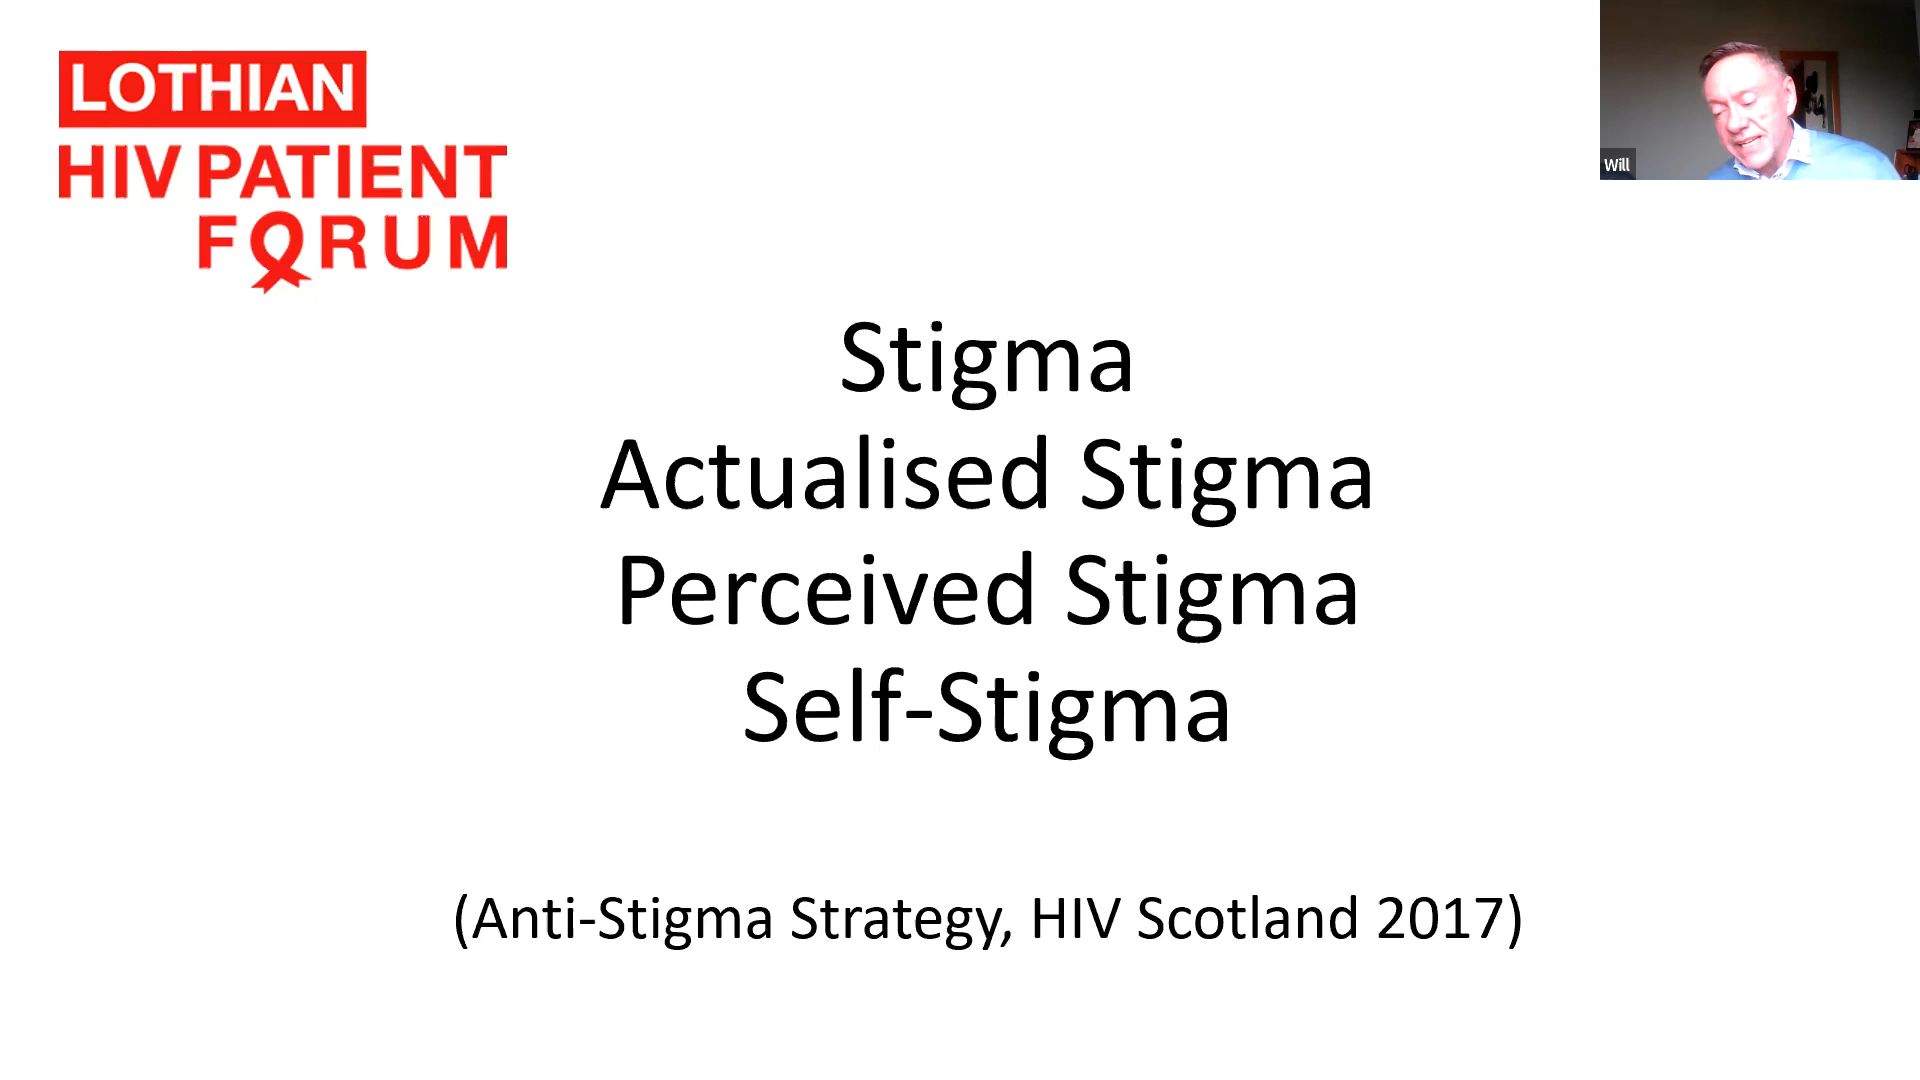 LOTHIAN
HIV PATIENT
FORUM
Will
Stigma
Actualised Stigma
Perceived Stigma
Self-Stigma
(Anti-Stigma Strategy, HIV Scotland 2017)